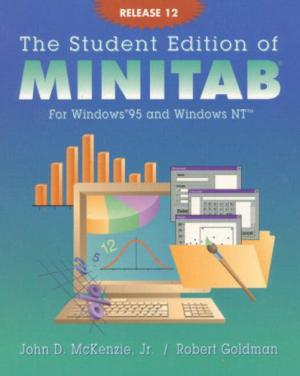 RELEASE 12
The Student Edition of
MINITAB®
For Windows®95 and Windows NT™
12
5
%
John D. McKenzie, Jr. / Robert Goldman